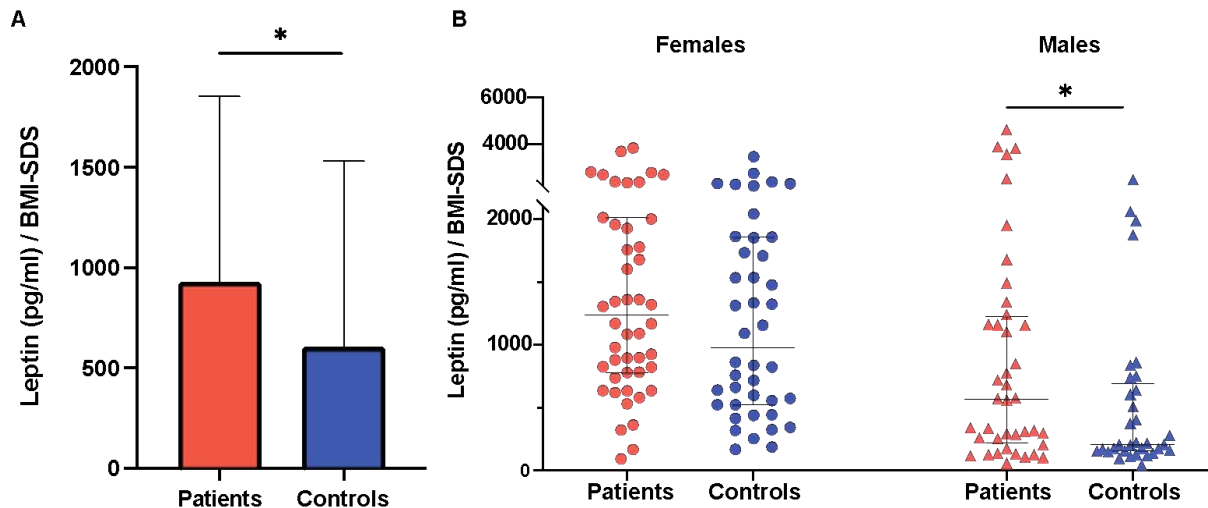 A
*
Leptin (pg/ml) / BMI-SDS
2000
1500
1000
500
0
Patients Controls
B
Females Males
*
Leptin (pg/ml) / BMI-SDS
6000
4000
2000
1000
0
Patients Controls Patients Controls